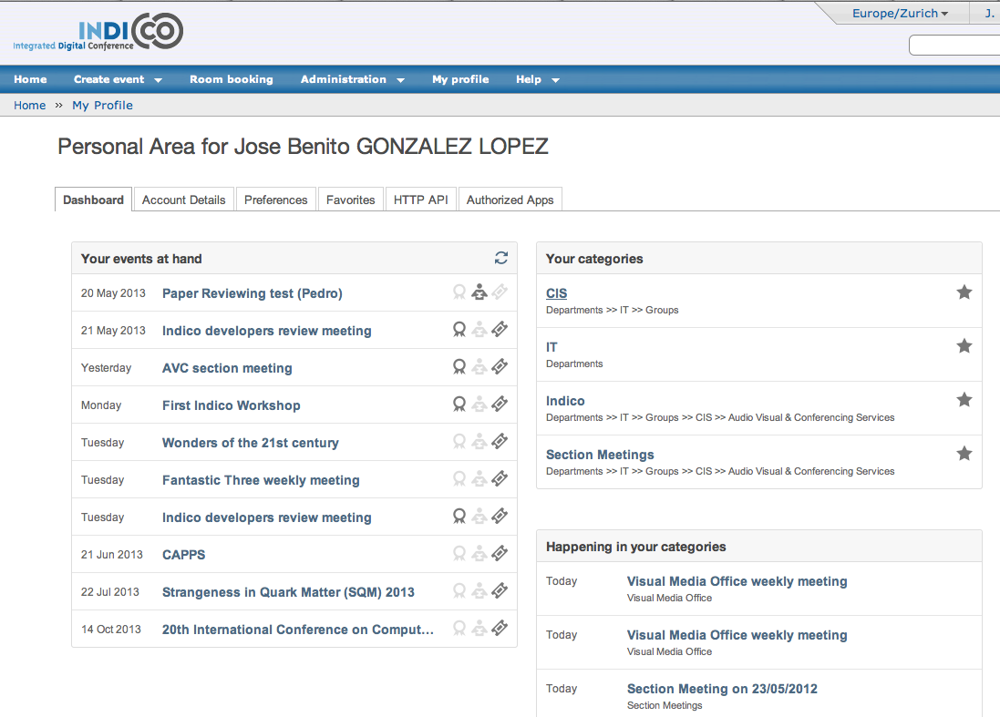 Europe/Zurich
J.
INDICO
Integrated Digital Conference
Home Create event Room booking Administration My profile Help
Home » My Profile
Personal Area for Jose Benito GONZALEZ LOPEZ
Dashboard Account Details Preferences Favorites HTTP API Authorized Apps
Your events at hand
20 May 2013 Paper Reviewing test (Pedro)
21 May 2013 Indico developers review meeting
Yesterday AVC section meeting
Monday First Indico Workshop
Tuesday Wonders of the 21st century
Tuesday Fantastic Three weekly meeting
Tuesday Indico developers review meeting
21 Jun 2013 CAPPS
22 Jul 2013 Strangeness in Quark Matter (SQM) 2013
14 Oct 2013 20th International Conference on Comput...
Your categories
CIS
Departments >> IT >> Groups
IT
Departments
Indico
Departments >> IT >> Groups >> CIS >> Audio Visual & Conferencing Services
Section Meetings
Departments >> IT >> Groups >> CIS >> Audio Visual & Conferencing Services
Happening in your categories
Today Visual Media Office weekly meeting
Visual Media Office
Today Visual Media Office weekly meeting
Visual Media Office
Today Section Meeting on 23/05/2012
Section Meetings